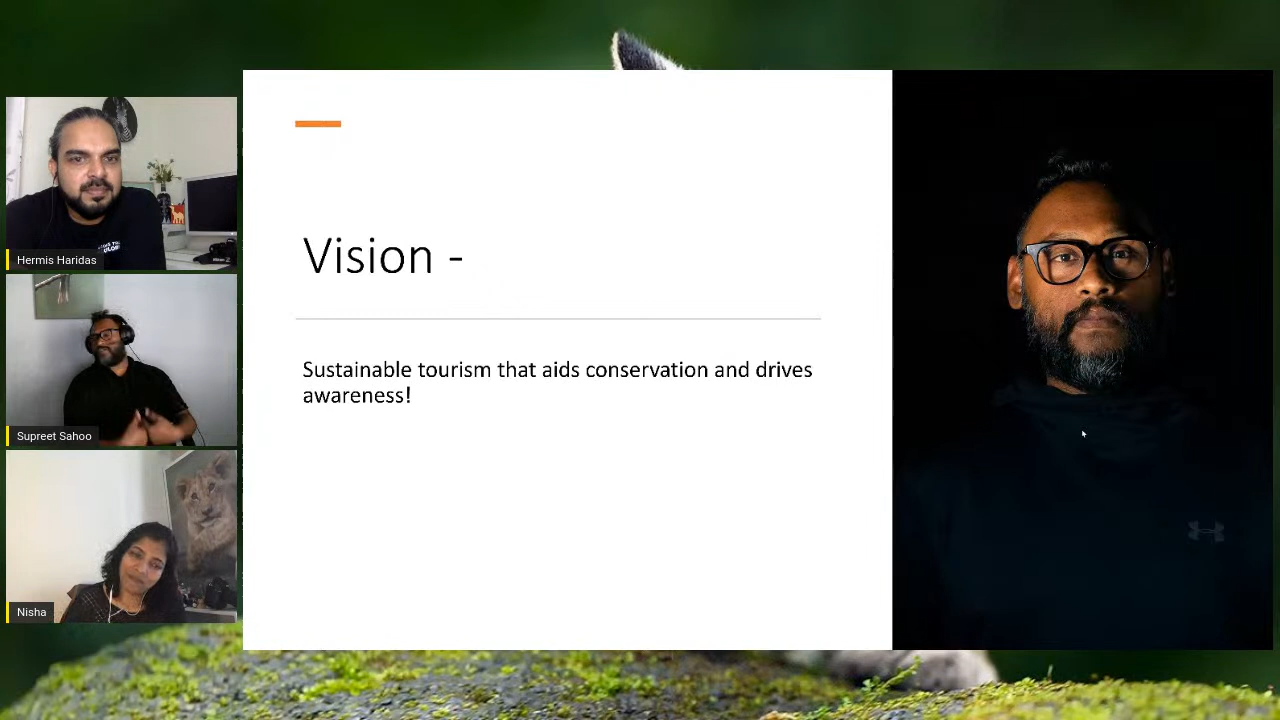 Vision -
Sustainable tourism that aids conservation and drives
awareness!
Hermis Haridas
Supreet Sahoo
Nisha